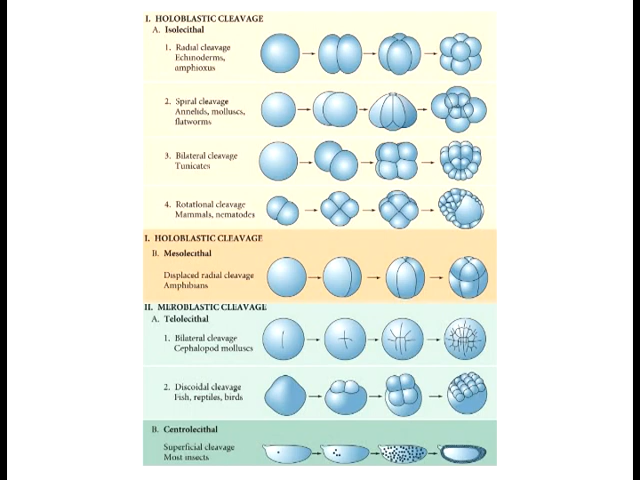 I. HOLOBLASTIC CLEAVAGE
A. Isolecithal
1. Radial cleavage
Echinoderms,
amphioxus
2. Spiral cleavage
Annelids, molluscs,
flatworms
3. Bilateral cleavage
Tunicates
4. Rotational cleavage
Mammals, nematodes
I. HOLOBLASTIC CLEAVAGE
B. Mesolecithal
Displaced radial cleavage
Amphibians
II. MEROBLASTIC CLEAVAGE
A. Telolecithal
1. Bilateral cleavage
Cephalopod molluscs
2. Discoidal cleavage
Fish, reptiles, birds
B. Centrolecithal
Superficial cleavage
Most insects